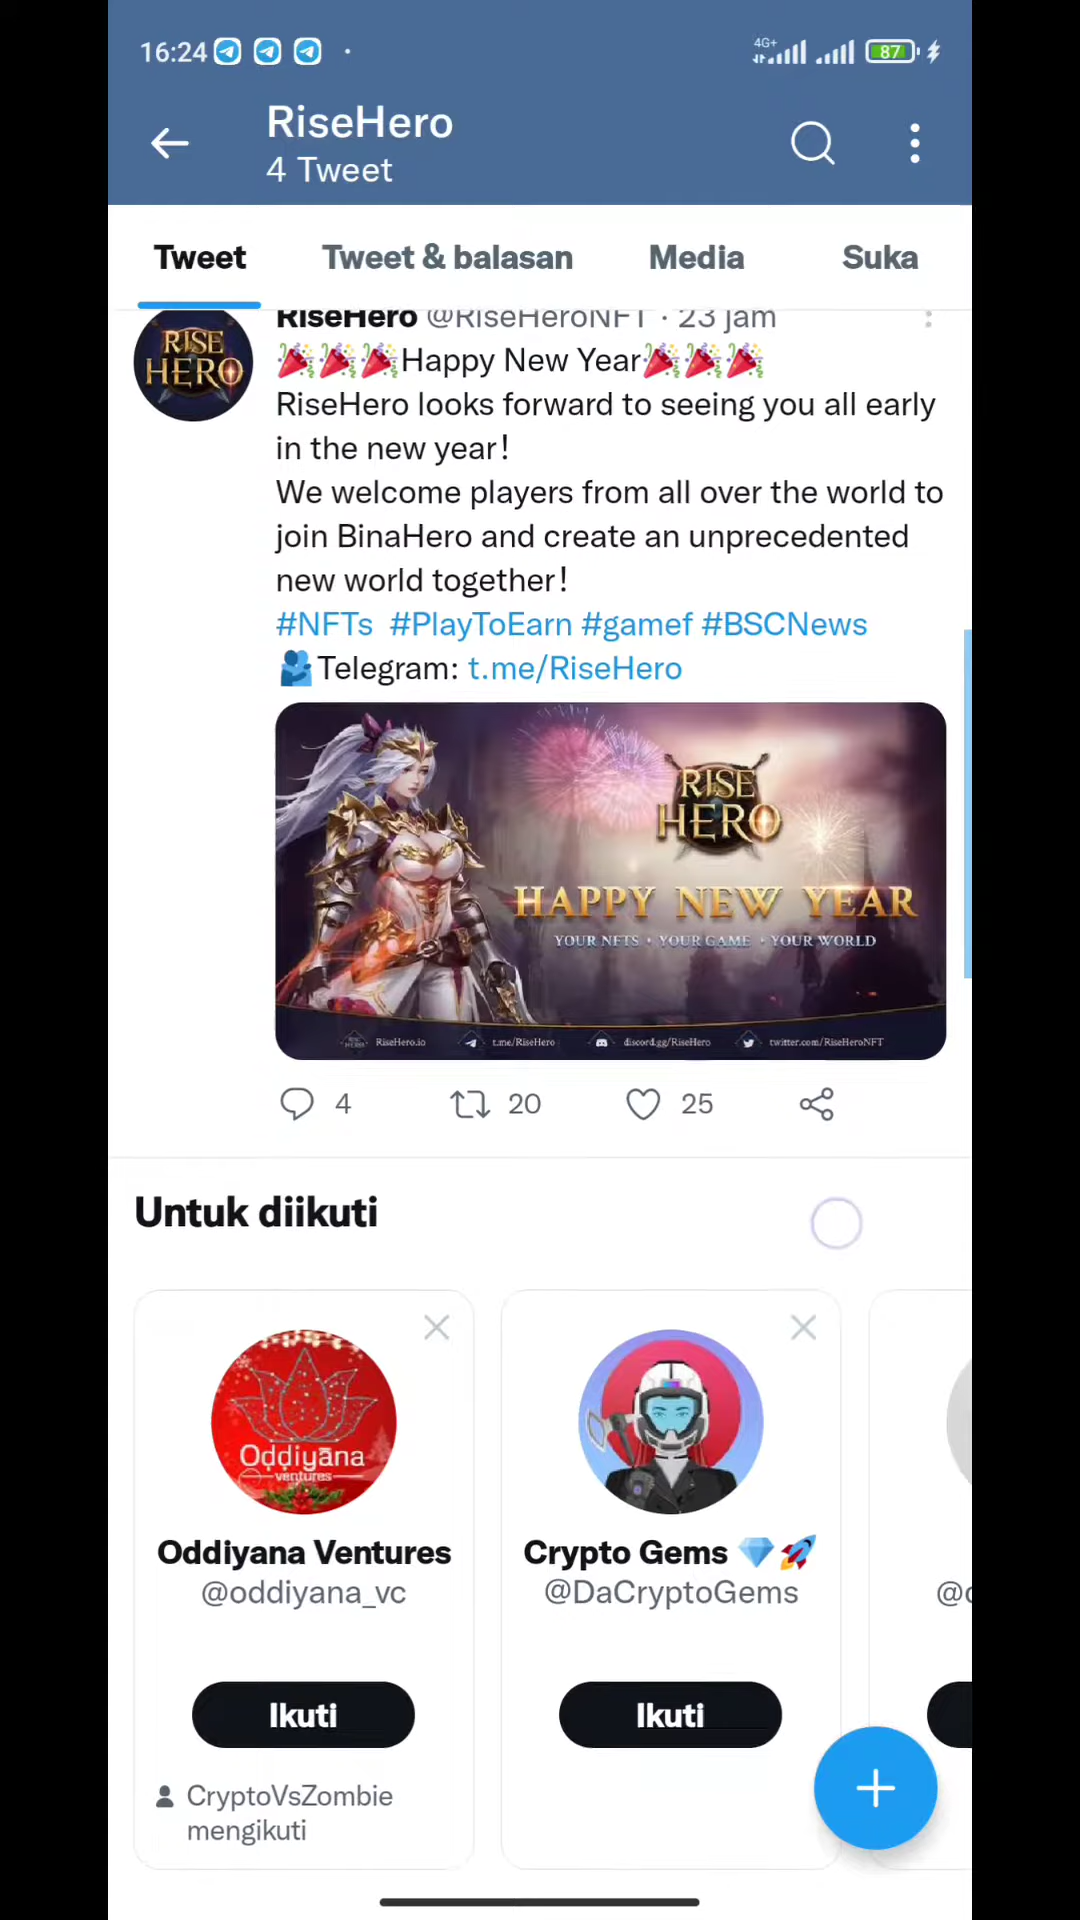 16:24
4G+
87
RiseHero
4 Tweet
Tweet
Tweet & balasan
Media
Suka
RISE
HERO
RiseHero @RiseHeroNFT · 23 jam
🎉🎉🎉Happy New Year🎉🎉🎉
RiseHero looks forward to seeing you all early
in the new year!
We welcome players from all over the world to
join BinaHero and create an unprecedented
new world together!
#NFTs #PlayToEarn #gamef #BSCNews
🫂Telegram: t.me/RiseHero
RISE
HERO
HAPPY NEW YEAR
YOUR NFTS • YOUR GAME • YOUR WORLD
RiseHero.io
t.me/RiseHero
discord.gg/RiseHero
twitter.com/RiseHeroNFT
4
20
25
Untuk diikuti
Oddiyāna
ventures
Oddiyana Ventures
@oddiyana_vc
Ikuti
CryptoVsZombie
mengikuti
Crypto Gems 💎🚀
@DaCryptoGems
Ikuti